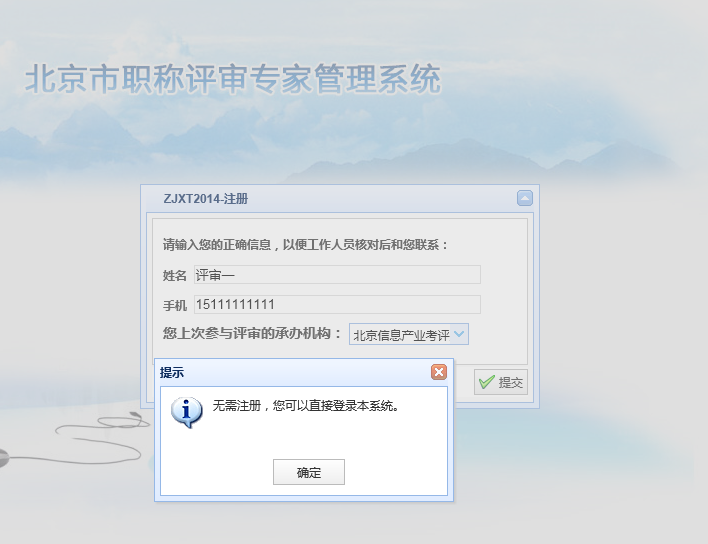 北京市职称评审专家管理系统
ZJXT2014-注册
请输入您的正确信息，以便工作人员核对后和您联系：
姓名 评审一
手机 15111111111
您上次参与评审的承办机构： 北京信息产业考评
提交
提示
无需注册，您可以直接登录本系统。
确定